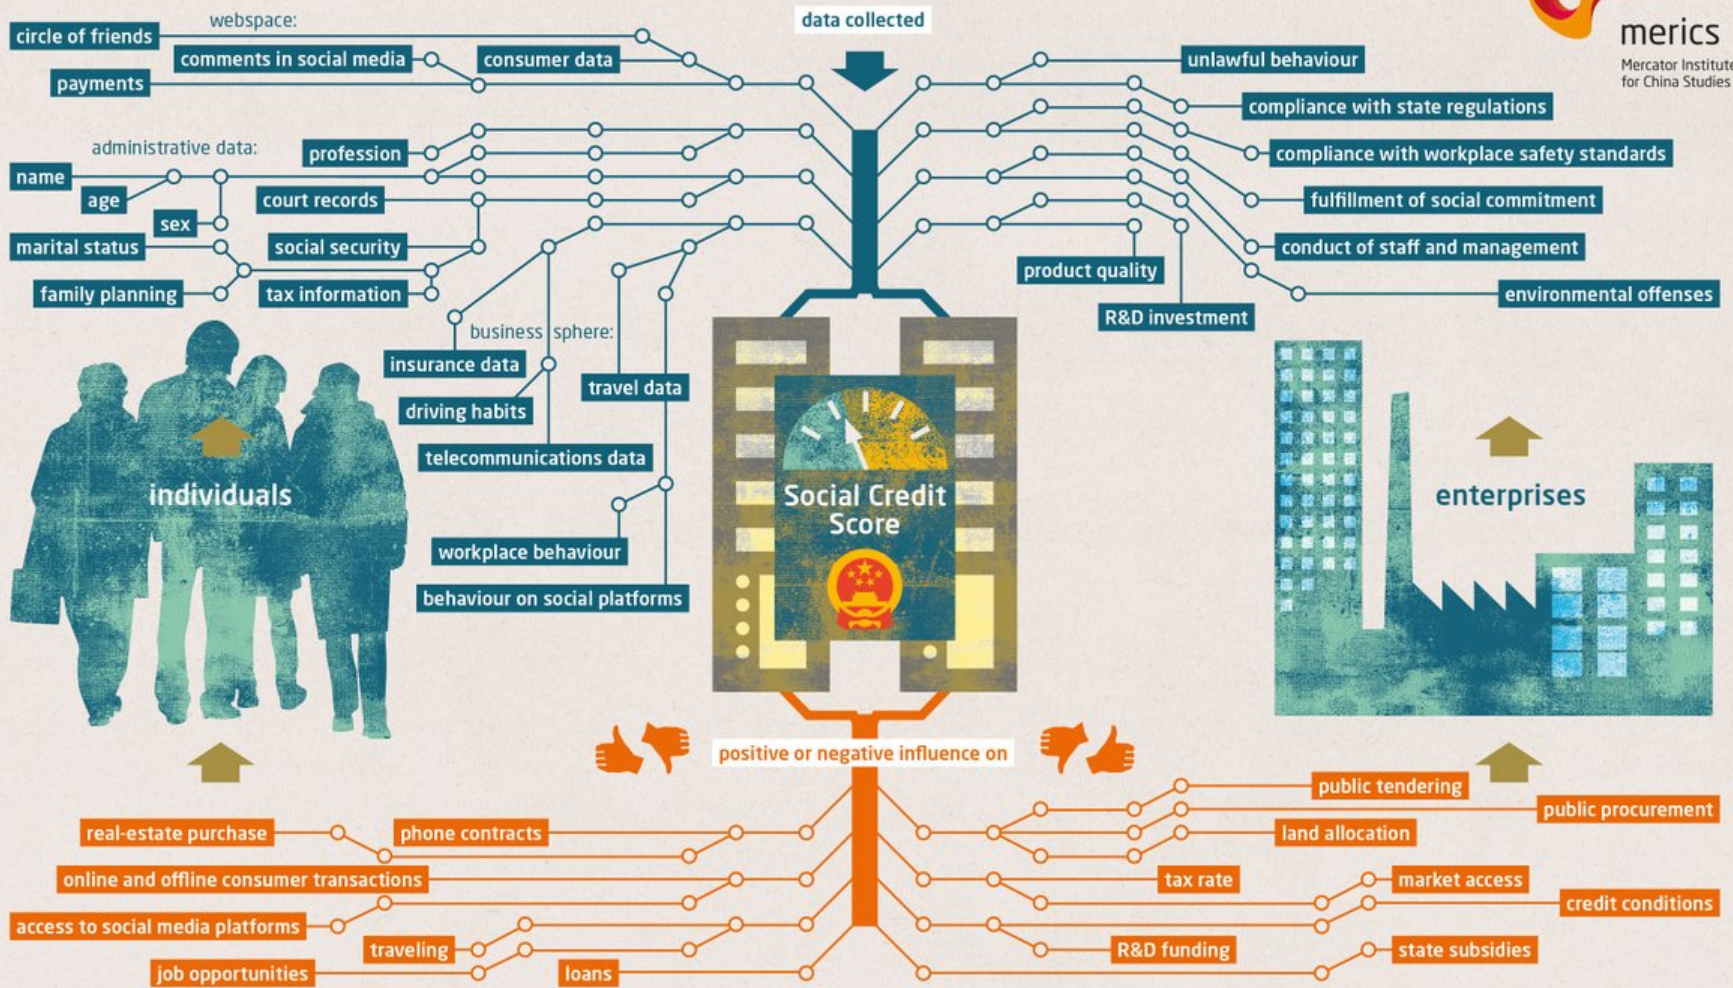 data collected
merics
Mercator Institute
for China Studies
webspace:
circle of friends
comments in social media
consumer data
payments
administrative data:
profession
name
age
court records
sex
marital status
social security
family planning
tax information
business sphere:
insurance data
travel data
driving habits
telecommunications data
workplace behaviour
behaviour on social platforms
individuals
unlawful behaviour
compliance with state regulations
compliance with workplace safety standards
fulfillment of social commitment
conduct of staff and management
product quality
environmental offenses
R&D investment
enterprises
Social Credit
Score
positive or negative influence on
real-estate purchase
phone contracts
online and offline consumer transactions
access to social media platforms
traveling
job opportunities
loans
public tendering
public procurement
land allocation
tax rate
market access
credit conditions
R&D funding
state subsidies